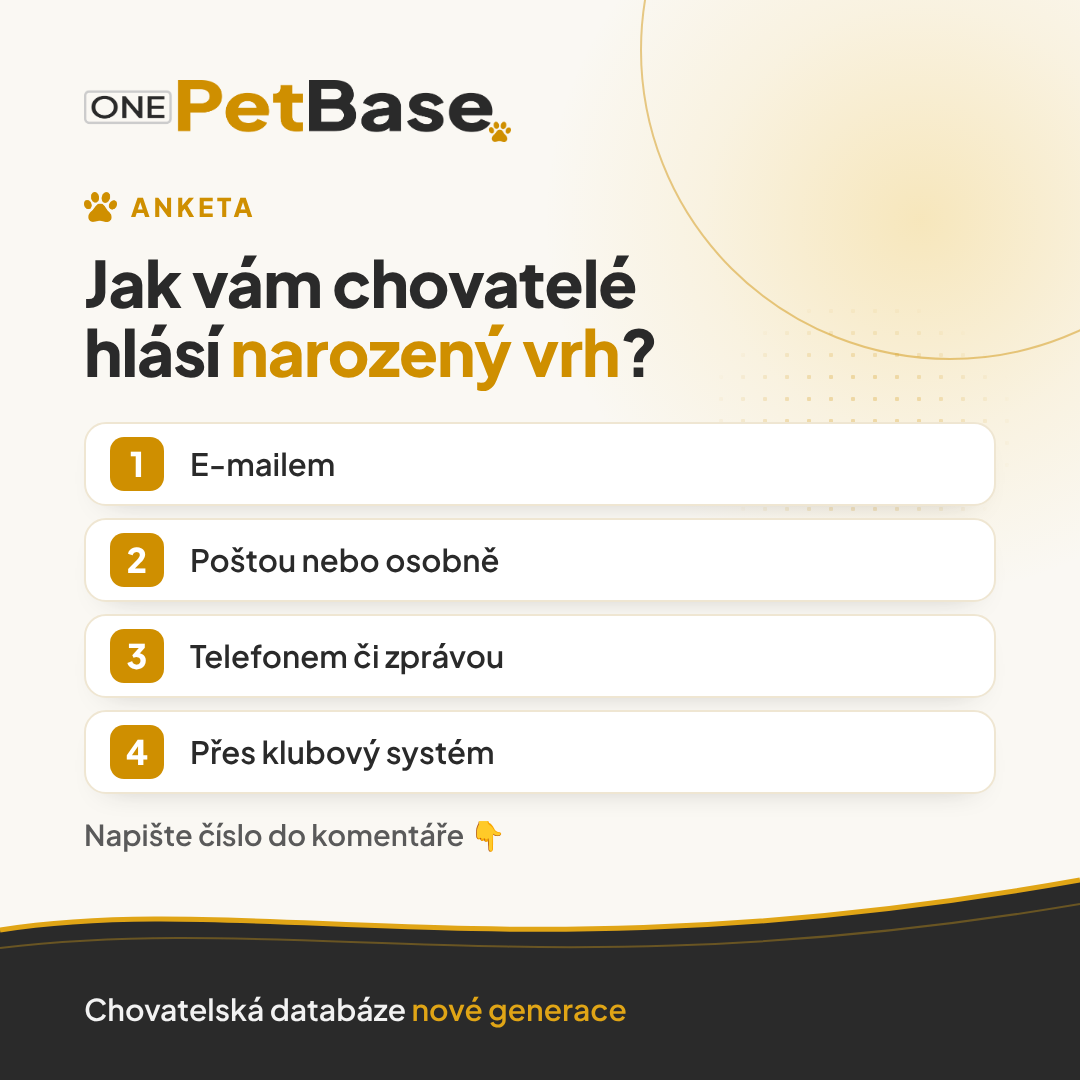 ONE PetBase
ANKETA
Jak vám chovatelé
hlásí narozený vrh?
1 E-mailem
2 Poštou nebo osobně
3 Telefonem či zprávou
4 Přes klubový systém
Napište číslo do komentáře 👇
Chovatelská databáze nové generace